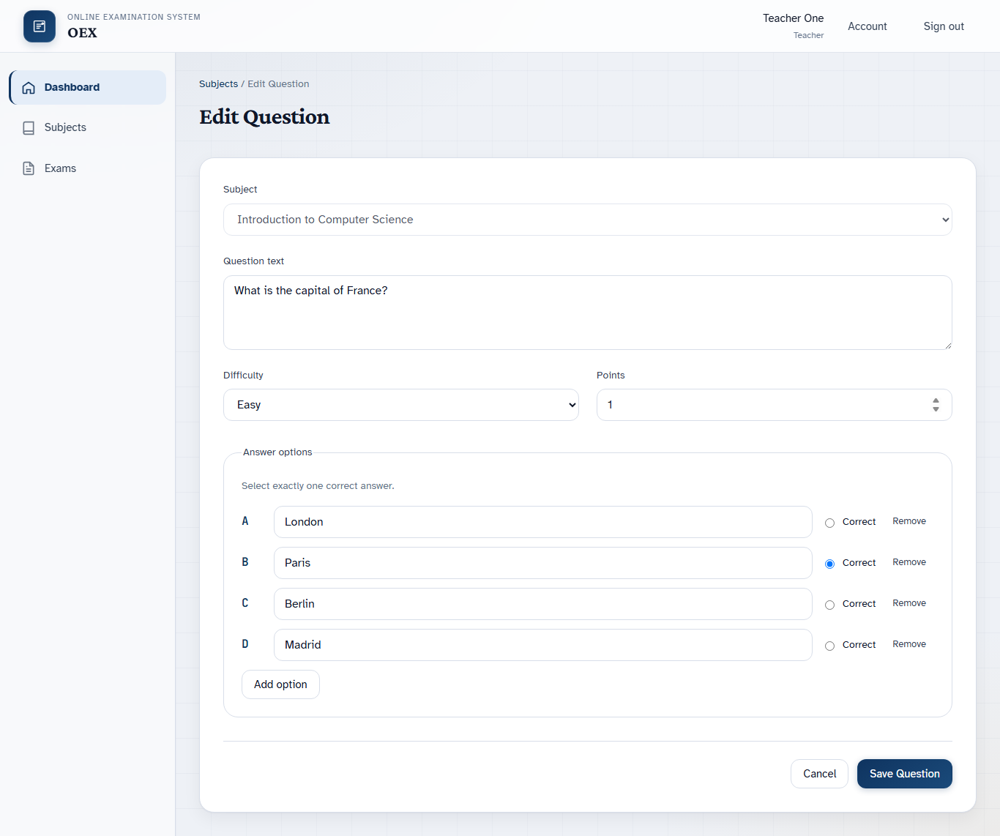 ONLINE EXAMINATION SYSTEM
OEX
Teacher One
Teacher
Account
Sign out
Dashboard
Subjects
Exams
Subjects / Edit Question
Edit Question
Subject
Introduction to Computer Science
Question text
What is the capital of France?
Difficulty
Points
Easy
1
Answer options
Select exactly one correct answer.
A London Correct Remove
B Paris Correct Remove
C Berlin Correct Remove
D Madrid Correct Remove
Add option
Cancel
Save Question